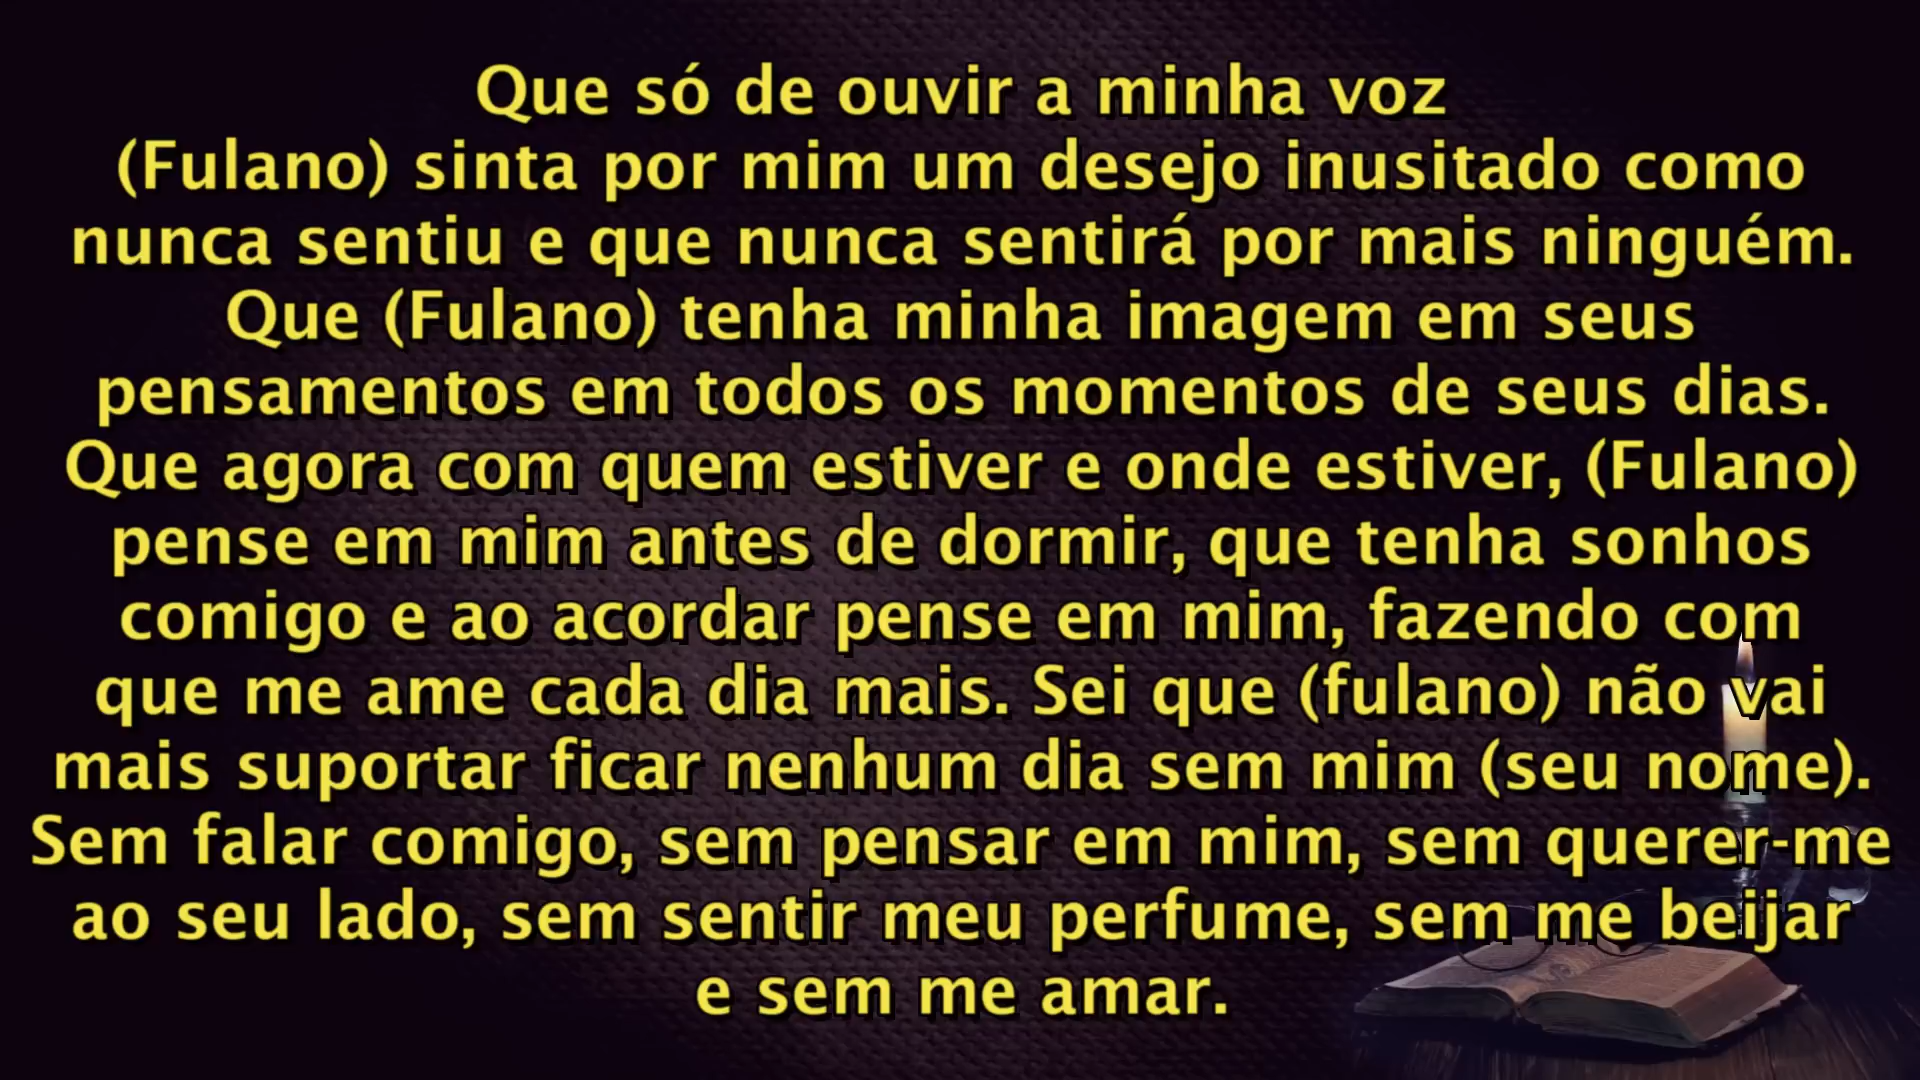 Que só de ouvir a minha voz
(Fulano) sinta por mim um desejo inusitado como
nunca sentiu e que nunca sentirá por mais ninguém.
Que (Fulano) tenha minha imagem em seus
pensamentos em todos os momentos de seus dias.
Que agora com quem estiver e onde estiver, (Fulano)
pense em mim antes de dormir, que tenha sonhos
comigo e ao acordar pense em mim, fazendo com
que me ame cada dia mais. Sei que (fulano) não vai
mais suportar ficar nenhum dia sem mim (seu nome).
Sem falar comigo, sem pensar em mim, sem querer-me
ao seu lado, sem sentir meu perfume, sem me beijar
e sem me amar.